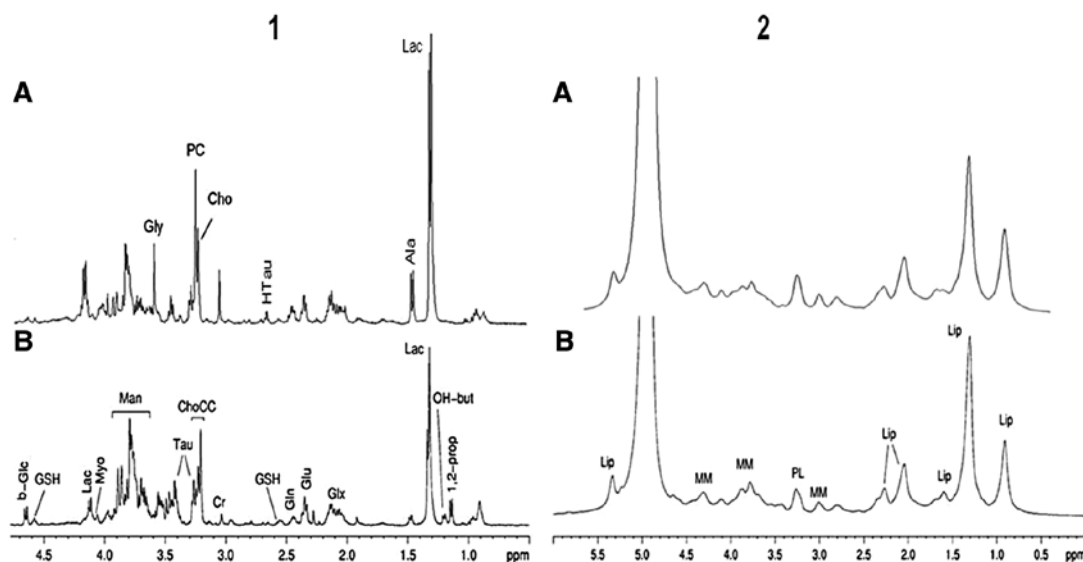 1
2
A
Lac
PC
Cho
Gly
HTau
Ala
B
Lac
Man
ChoCC
OH-but
Tau
b-Glc
GSH
Lac
Myo
Cr
GSH
Gln
Glu
Glx
1,2-prop
4.5 4.0 3.5 3.0 2.5 2.0 1.5 1.0 ppm
A
B
Lip
Lip
MM
MM
PL
MM
Lip
Lip
Lip
5.5 5.0 4.5 4.0 3.5 3.0 2.5 2.0 1.5 1.0 0.5 ppm